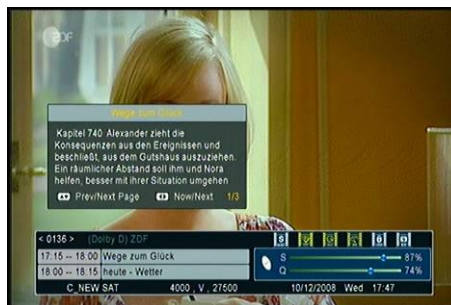 ZDF
Wege zum Glück
Kapitel 740 Alexander zieht die
Konsequenzen aus den Ereignissen und
beschließt, aus dem Gutshaus auszuziehen.
Ein räumlicher Abstand soll ihm und Nora
helfen, besser mit ihrer Situation umgehen
Prev/Next Page Now/Next 1/3
< 0136 > (Dolby D) ZDF
17:15 -- 18:00 Wege zum Glück
18:00 -- 18:15 heute - Wetter
S 87%
Q 74%
C_NEW SAT 4000 , V , 27500 10/12/2008 Wed 17:47